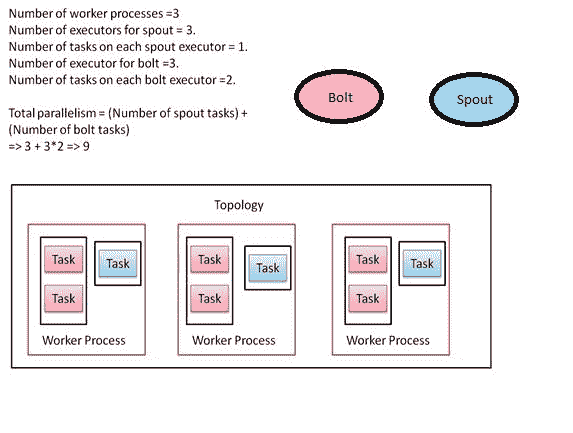 Number of worker processes =3
Number of executors for spout = 3.
Number of tasks on each spout executor = 1.
Number of executor for bolt =3.
Number of tasks on each bolt executor =2.
Total parallelism = (Number of spout tasks) +
(Number of bolt tasks)
=> 3 + 3*2 => 9
Bolt
Spout
Topology
Task
Task
Task
Worker Process
Task
Task
Task
Worker Process
Task
Task
Task
Worker Process